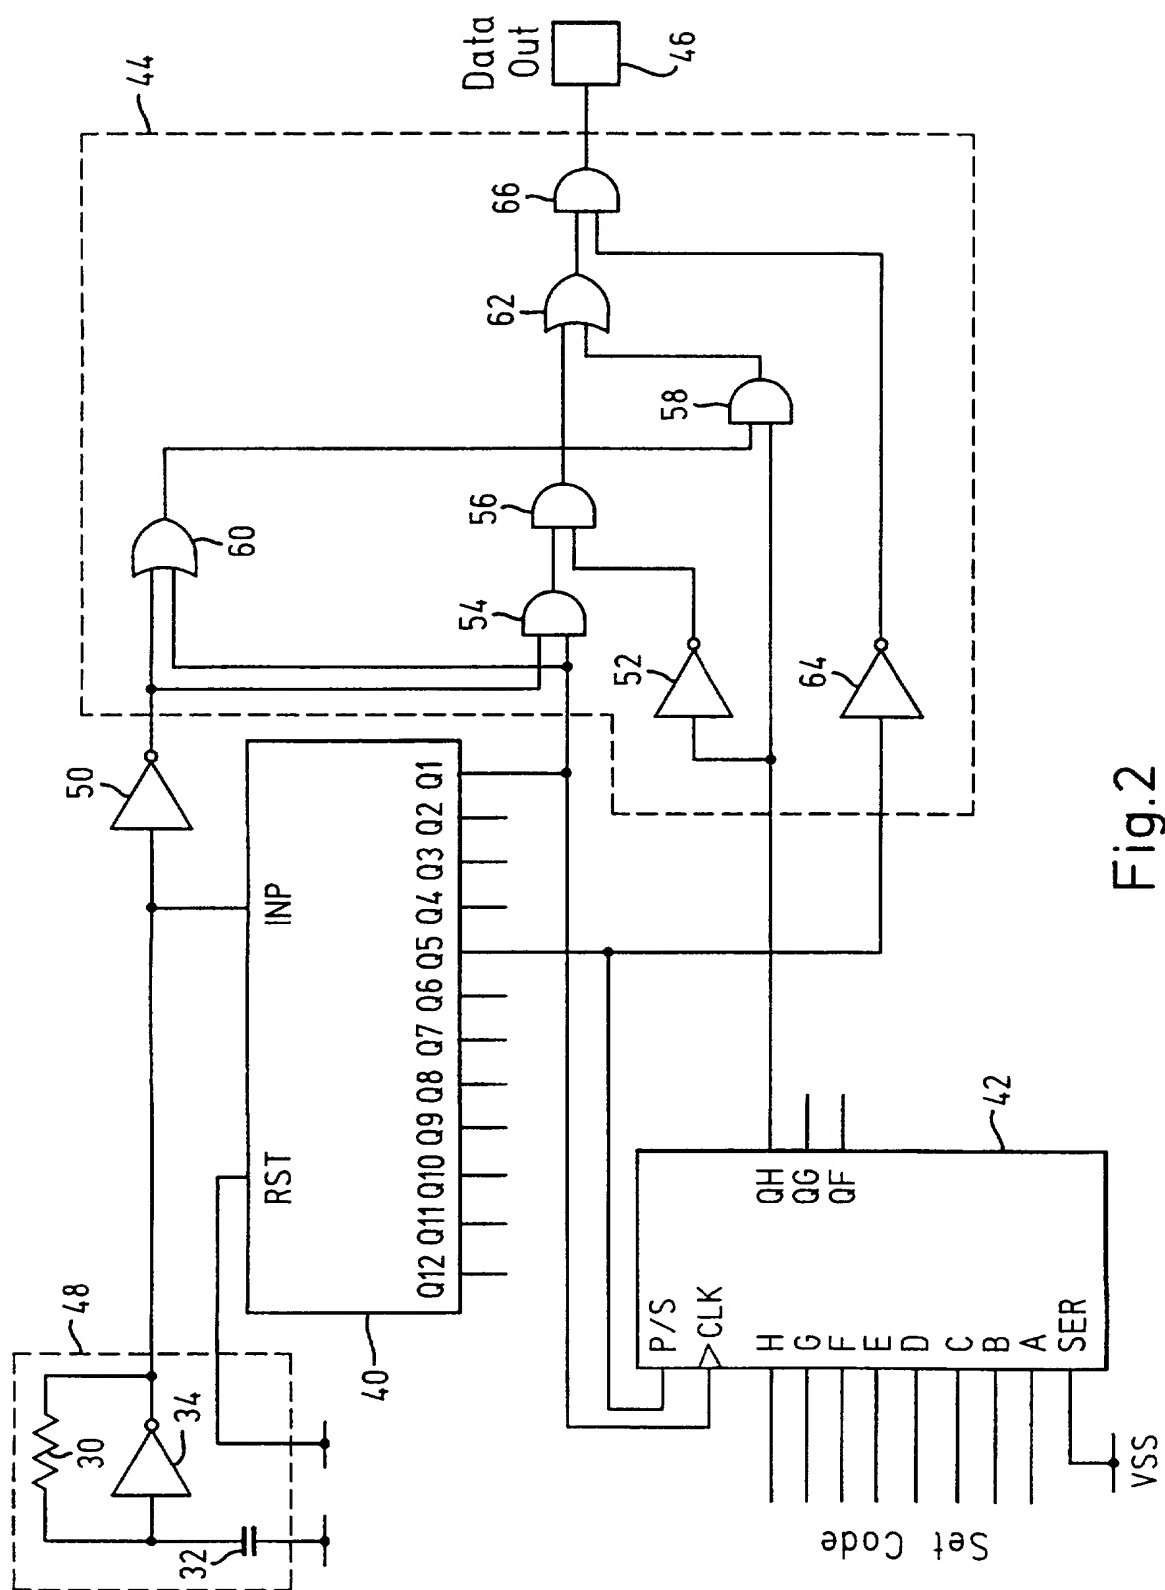 44
Data
Out
46
66
62
58
56
60
54
52
64
50
Q1
Q2
Q3
Q4
Q5
Q6
Q7
Q8
Q9
Q10
Q11
Q12
INP
RST
40
48
30
34
32
42
QH
QG
QF
P/S
CLK
H
G
F
E
D
C
B
A
SER
VSS
Set Code
Fig.2